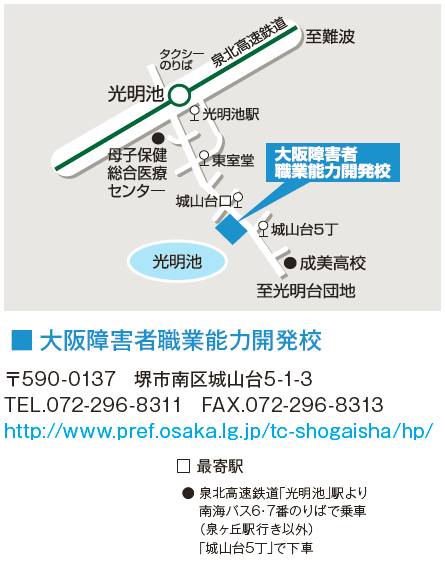 至難波
泉北高速鉄道
タクシー
のりば
光明池
光明池駅
母子保健
総合医療
センター
東室堂
大阪障害者
職業能力開発校
城山台口
城山台5丁
光明池
成美高校
至光明台団地
■ 大阪障害者職業能力開発校
〒590-0137 堺市南区城山台5-1-3
TEL.072-296-8311 FAX.072-296-8313
http://www.pref.osaka.lg.jp/tc-shogaisha/hp/
□ 最寄駅
● 泉北高速鉄道「光明池」駅より
南海バス6・7番のりばで乗車
（泉ヶ丘駅行き以外）
「城山台5丁」で下車